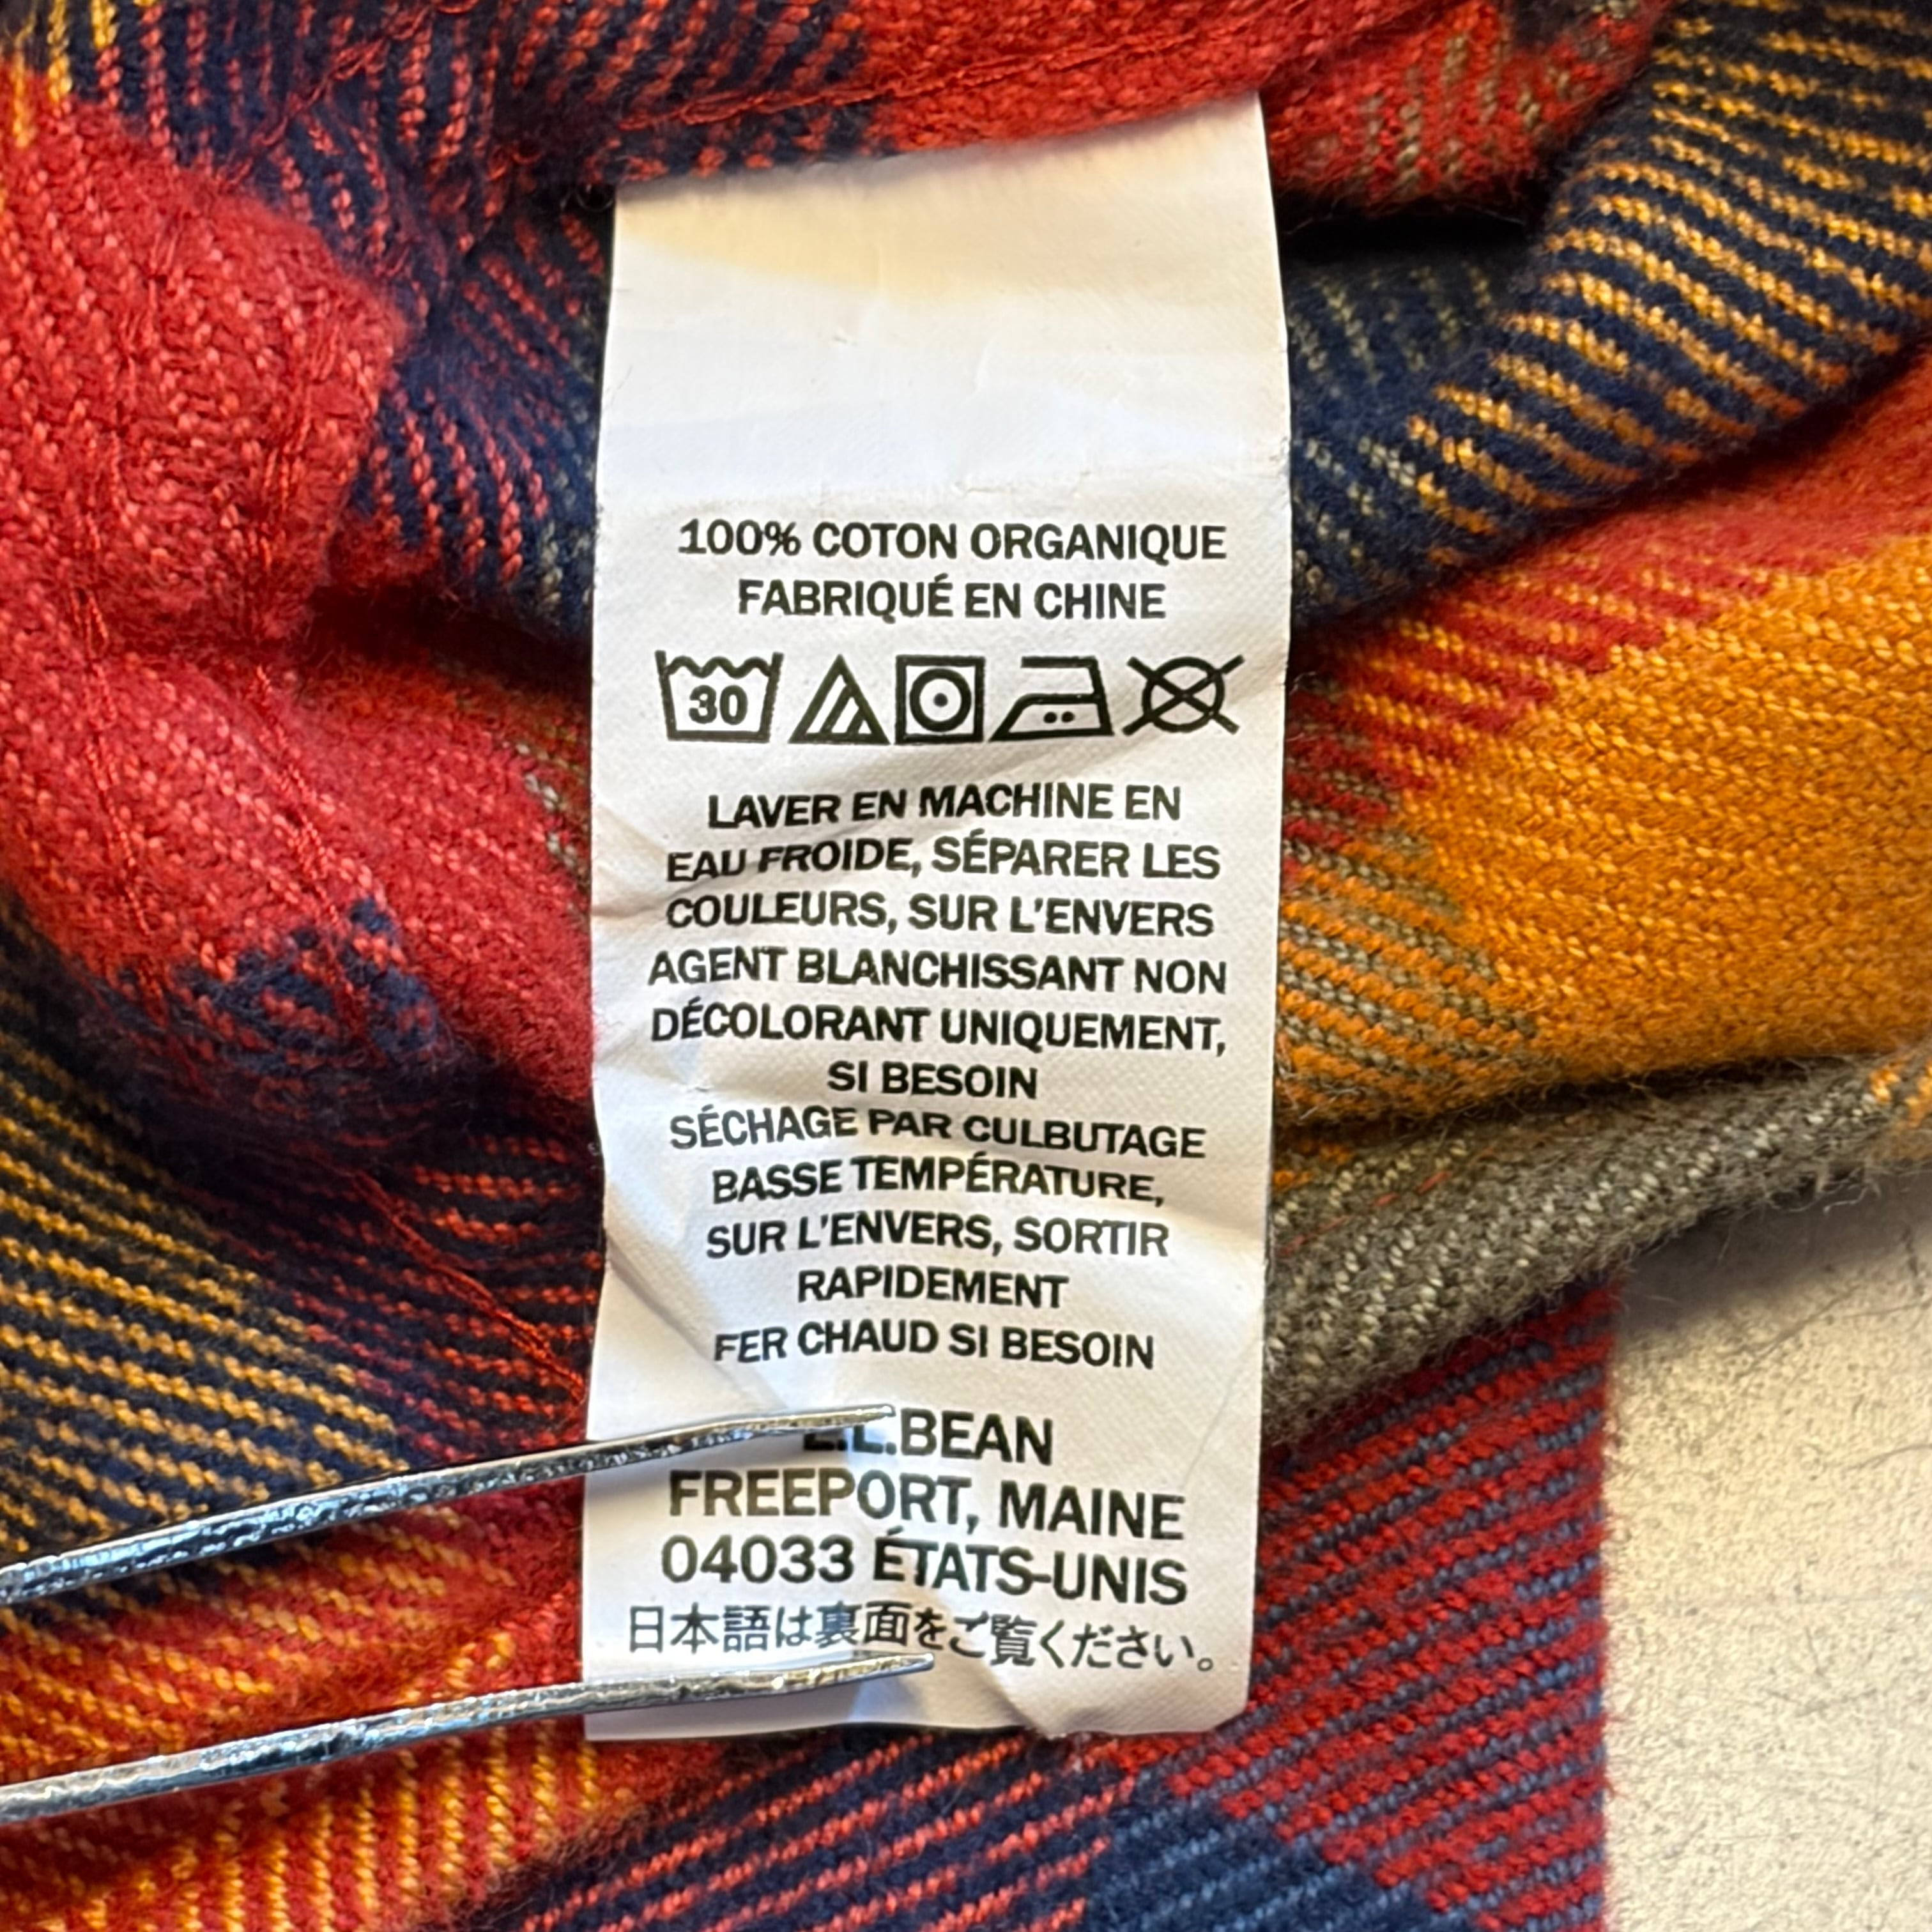 100% COTON ORGANIQUE
FABRIQUÉ EN CHINE
30
LAVER EN MACHINE EN
EAU FROIDE, SÉPARER LES
COULEURS, SUR L'ENVERS
AGENT BLANCHISSANT NON
DÉCOLORANT UNIQUEMENT,
SI BESOIN
SÉCHAGE PAR CULBUTAGE
BASSE TEMPÉRATURE,
SUR L'ENVERS, SORTIR
RAPIDEMENT
FER CHAUD SI BESOIN
L.L.BEAN
FREEPORT, MAINE
04033 ÉTATS-UNIS
日本語は裏面をご覧ください。